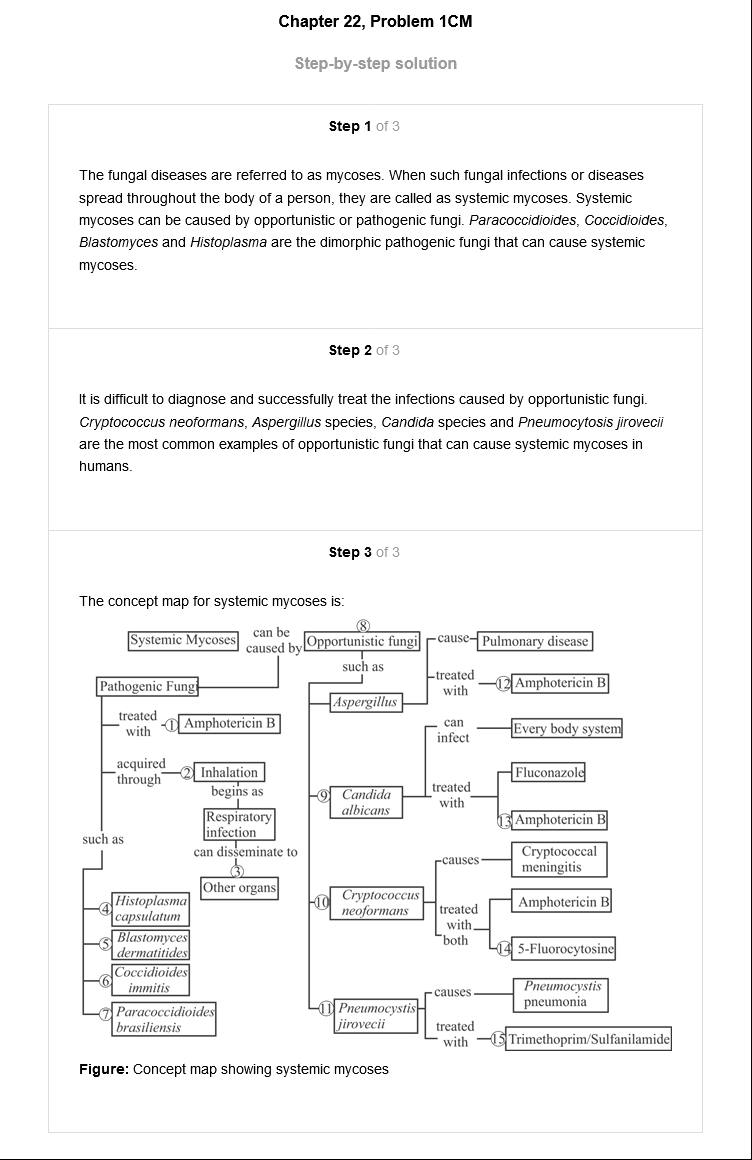 Chapter 22, Problem 1CM
Step-by-step solution
Step 1 of 3
The fungal diseases are referred to as mycoses. When such fungal infections or diseases
spread throughout the body of a person, they are called as systemic mycoses. Systemic
mycoses can be caused by opportunistic or pathogenic fungi. Paracoccidioides, Coccidioides,
Blastomyces and Histoplasma are the dimorphic pathogenic fungi that can cause systemic
mycoses.
Step 2 of 3
It is difficult to diagnose and successfully treat the infections caused by opportunistic fungi.
Cryptococcus neoformans, Aspergillus species, Candida species and Pneumocytosis jirovecii
are the most common examples of opportunistic fungi that can cause systemic mycoses in
humans.
Step 3 of 3
The concept map for systemic mycoses is:
Systemic Mycoses
can be
caused by
8
Opportunistic fungi
such as
Pathogenic Fungi
treated
with
1 Amphotericin B
acquired
through
2 Inhalation
begins as
Respiratory
infection
can disseminate to
3
Other organs
such as
4 Histoplasma
capsulatum
5 Blastomyces
dermatitides
6 Coccidioides
immitis
7 Paracoccidioides
brasiliensis
Aspergillus
cause
Pulmonary disease
treated
with
12 Amphotericin B
9 Candida
albicans
can
infect
Every body system
treated
with
Fluconazole
13 Amphotericin B
10 Cryptococcus
neoformans
causes
Cryptococcal
meningitis
treated
with
both
Amphotericin B
14 5-Fluorocytosine
11 Pneumocystis
jirovecii
causes
Pneumocystis
pneumonia
treated
with
15 Trimethoprim/Sulfanilamide
Figure: Concept map showing systemic mycoses